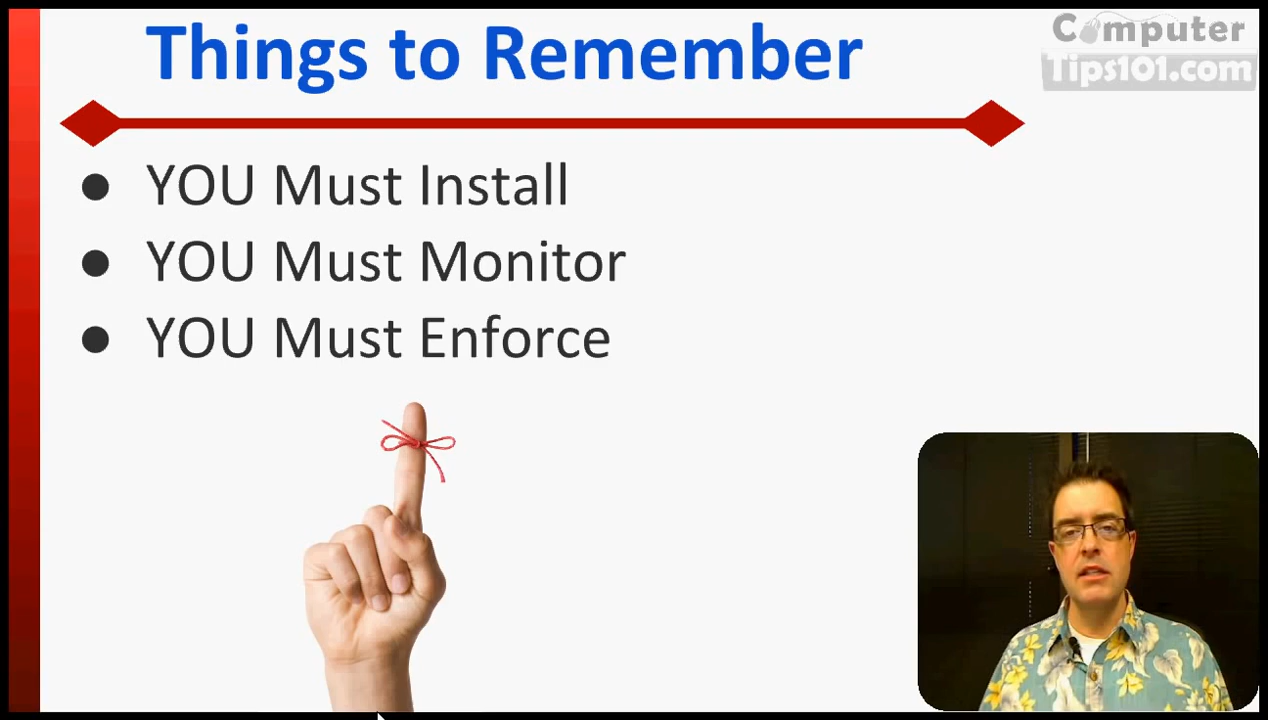 Things to Remember
Computer
Tips101.com
● YOU Must Install
● YOU Must Monitor
● YOU Must Enforce